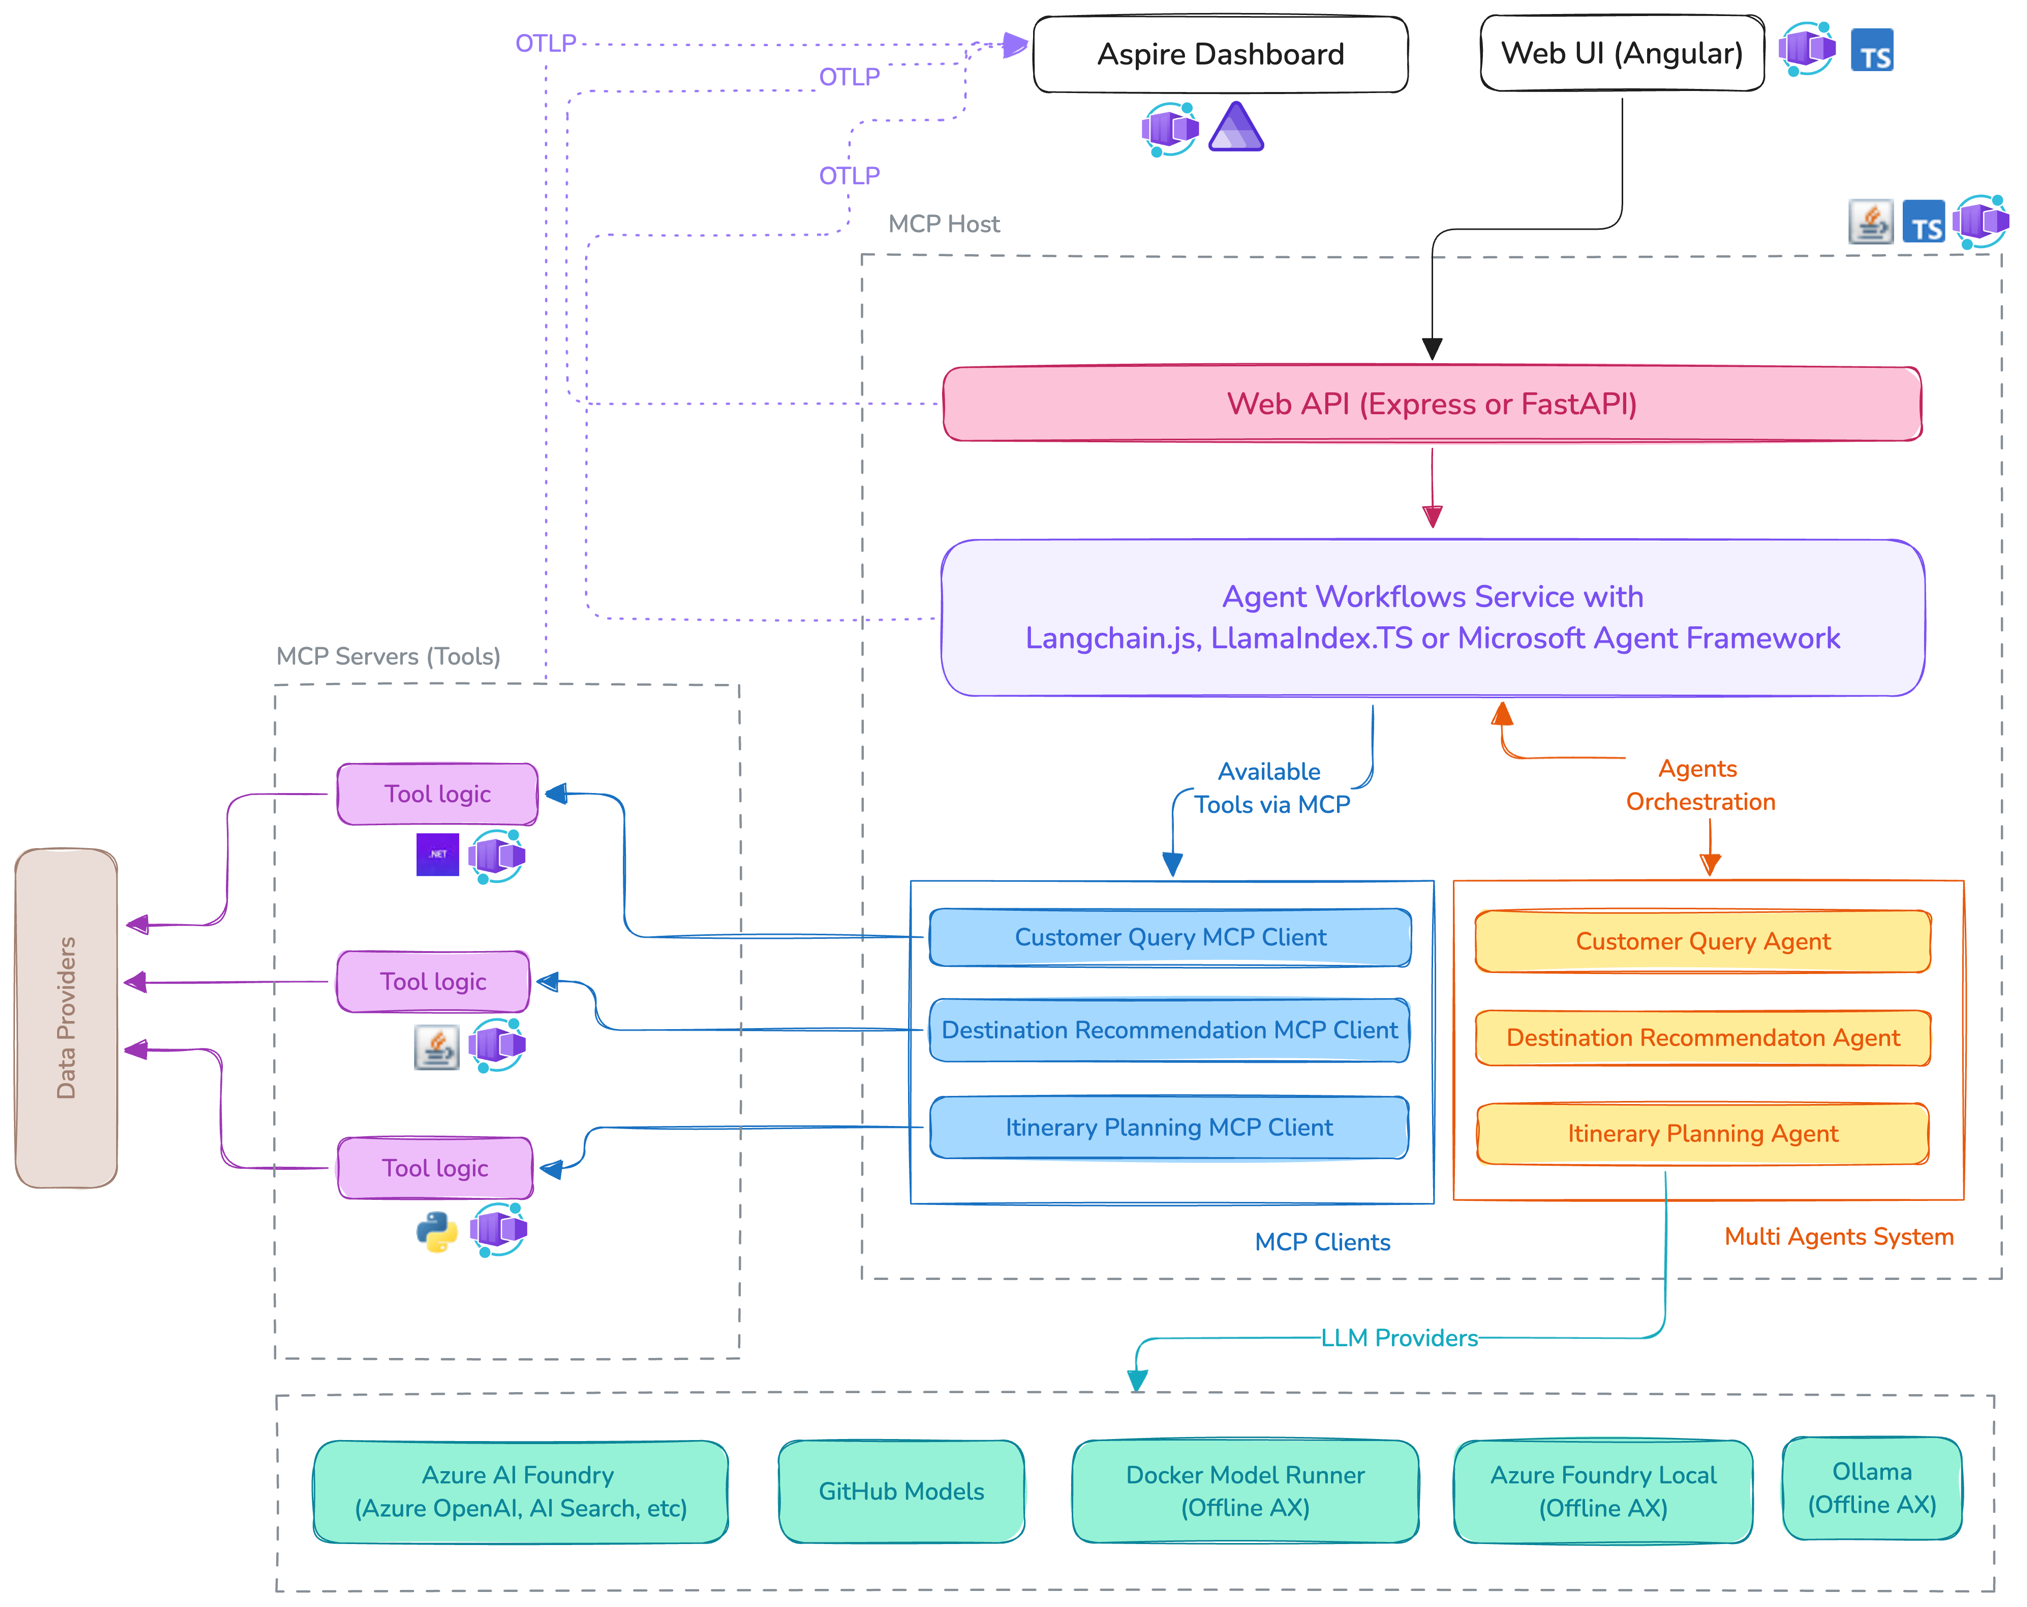 OTLP
Aspire Dashboard
Web UI (Angular)
TS
OTLP
OTLP
MCP Host
TS
Web API (Express or FastAPI)
Agent Workflows Service with
Langchain.js, LlamaIndex.TS or Microsoft Agent Framework
MCP Servers (Tools)
Available
Tools via MCP
Agents
Orchestration
Tool logic
.NET
Tool logic
Tool logic
Data Providers
Customer Query MCP Client
Destination Recommendation MCP Client
Itinerary Planning MCP Client
MCP Clients
Customer Query Agent
Destination Recommendaton Agent
Itinerary Planning Agent
Multi Agents System
LLM Providers
Azure AI Foundry
(Azure OpenAI, AI Search, etc)
GitHub Models
Docker Model Runner
(Offline AX)
Azure Foundry Local
(Offline AX)
Ollama
(Offline AX)